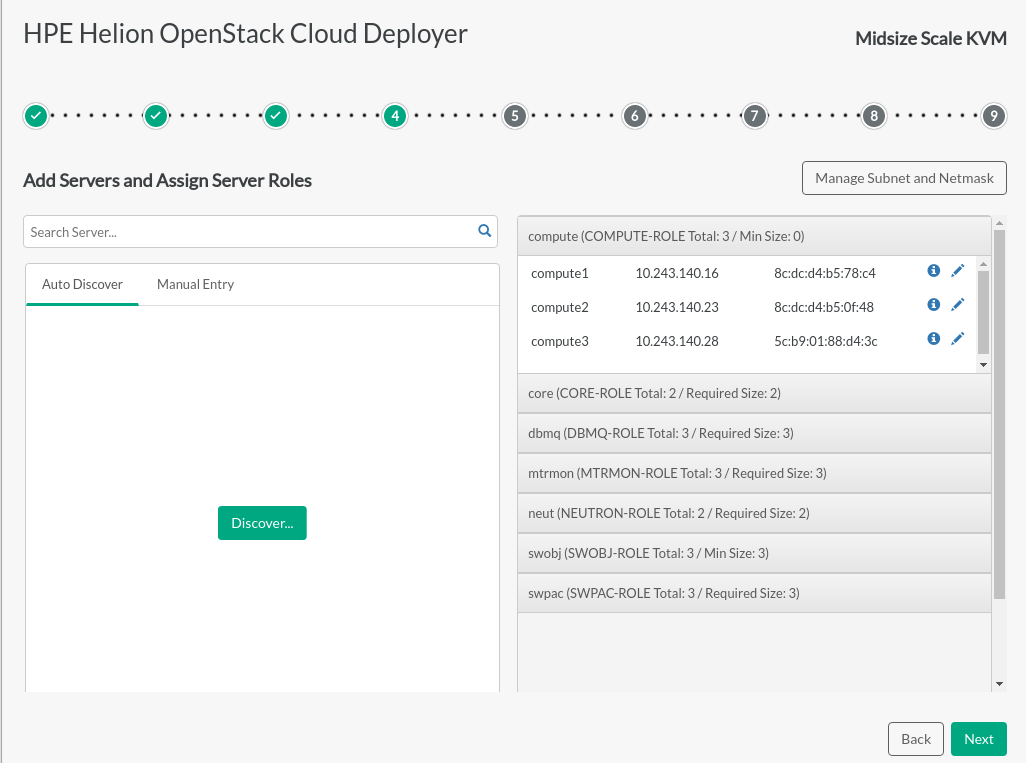 HPE Helion OpenStack Cloud Deployer
Midsize Scale KVM
4 5 6 7 8 9
Add Servers and Assign Server Roles
Manage Subnet and Netmask
Search Server...
Auto Discover Manual Entry
Discover...
compute (COMPUTE-ROLE Total: 3 / Min Size: 0)
compute1 10.243.140.16 8c:dc:d4:b5:78:c4
compute2 10.243.140.23 8c:dc:d4:b5:0f:48
compute3 10.243.140.28 5c:b9:01:88:d4:3c
core (CORE-ROLE Total: 2 / Required Size: 2)
dbmq (DBMQ-ROLE Total: 3 / Required Size: 3)
mtrmon (MTRMON-ROLE Total: 3 / Required Size: 3)
neut (NEUTRON-ROLE Total: 2 / Required Size: 2)
swobj (SWOBJ-ROLE Total: 3 / Min Size: 3)
swpac (SWPAC-ROLE Total: 3 / Required Size: 3)
Back Next